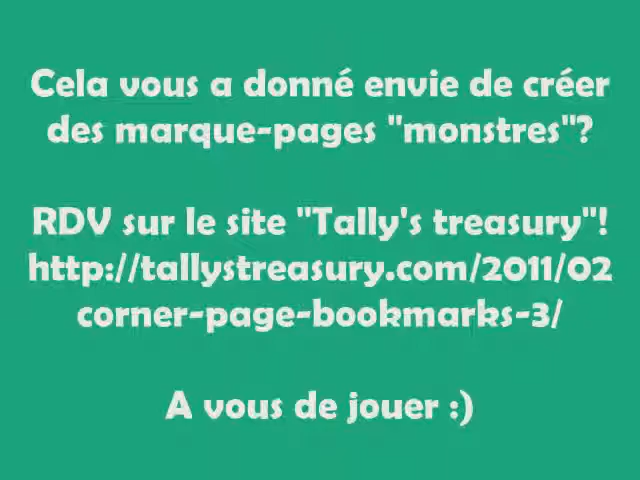 Cela vous a donné envie de créer
des marque-pages "monstres"?
RDV sur le site "Tally's treasury"!
http://tallystreasury.com/2011/02
corner-page-bookmarks-3/
A vous de jouer :)